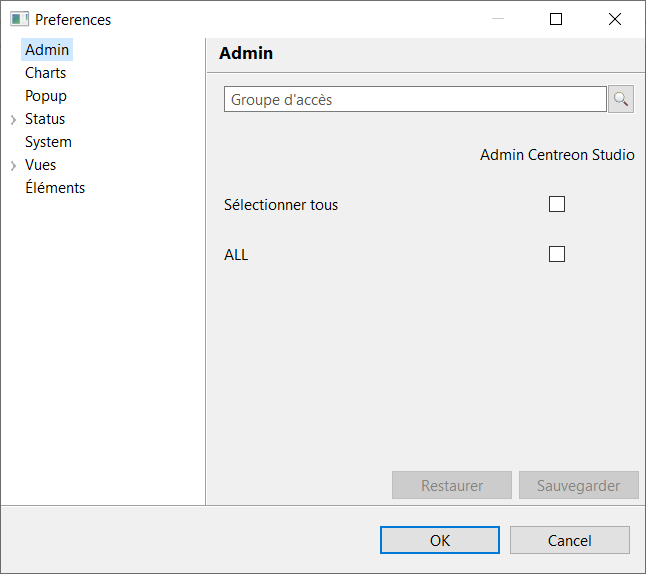 Preferences
Admin
Charts
Popup
Status
System
Vues
Éléments
Admin
Groupe d'accès
Admin Centreon Studio
Sélectionner tous
ALL
Restaurer
Sauvegarder
OK
Cancel